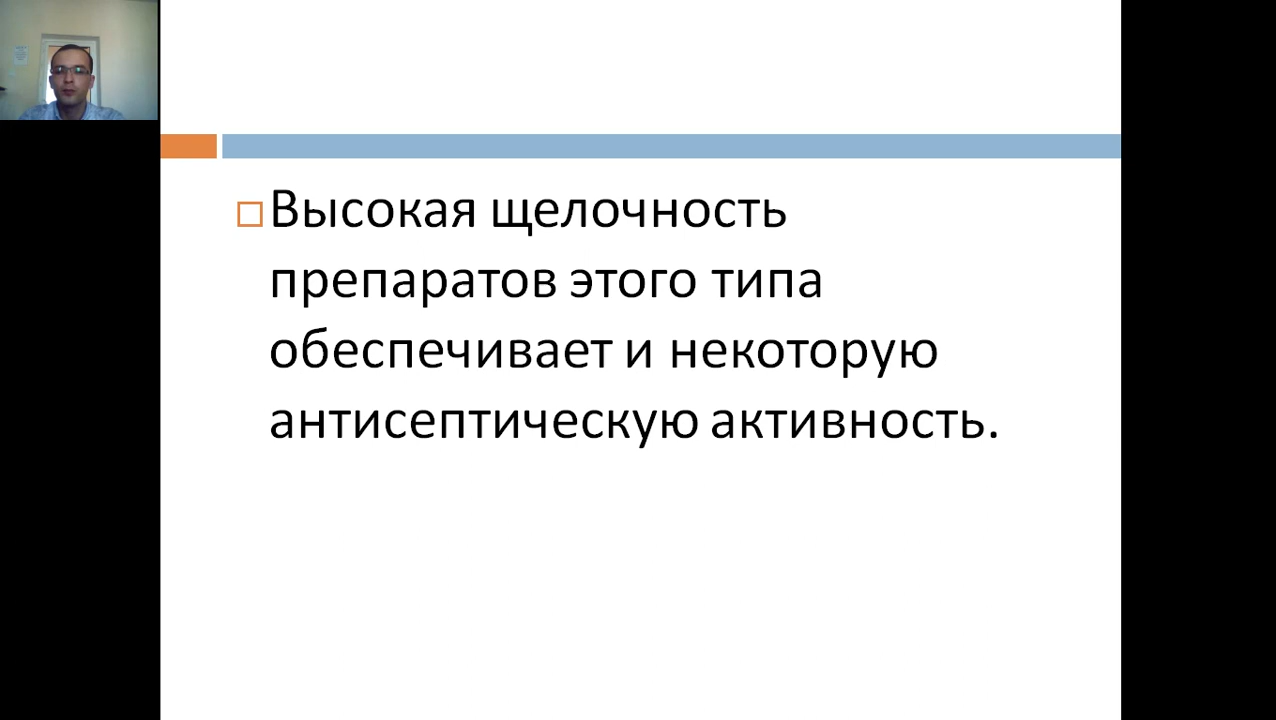 Высокая щелочность
препаратов этого типа
обеспечивает и некоторую
антисептическую активность.